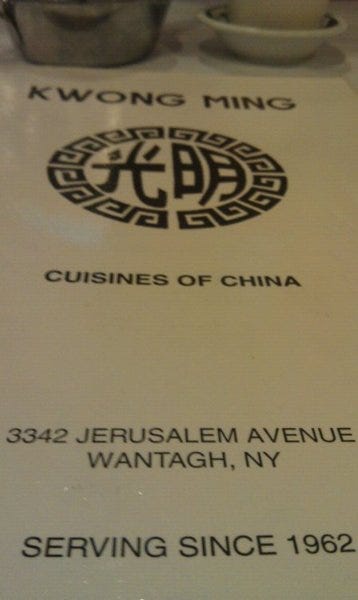 KWONG MING
光明
CUISINES OF CHINA
3342 JERUSALEM AVENUE
WANTAGH, NY
SERVING SINCE 1962